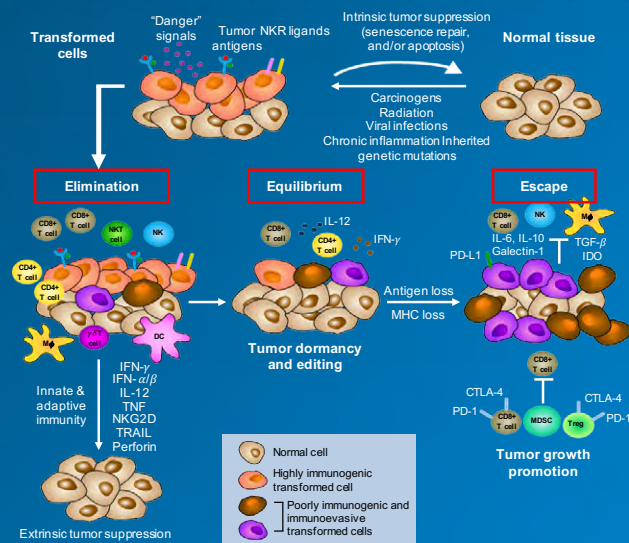 Transformed
cells
"Danger"
signals
Tumor NKR ligands
antigens
Intrinsic tumor suppression
(senescence repair,
and/or apoptosis)
Normal tissue
Carcinogens
Radiation
Viral infections
Chronic inflammation Inherited
genetic mutations
Elimination
Equilibrium
Escape
CD8+
T cell
CD8+
T cell
NKT
cell
NK
CD4+
T cell
CD4+
T cell
Mϕ
γδT
cell
DC
Innate &
adaptive
immunity
IFN-γ
IFN-α/β
IL-12
TNF
NKG2D
TRAIL
Perforin
Extrinsic tumor suppression
CD8+
T cell
IL-12
CD4+
T cell
IFN-γ
Tumor dormancy
and editing
Antigen loss
MHC loss
CD8+
T cell
NK
Mϕ
IL-6, IL-10
Galectin-1
TGF-β
IDO
PD-L1
CD8+
T cell
CTLA-4
PD-1
CD8+
T cell
MDSC
Treg
CTLA-4
PD-1
Tumor growth
promotion
Normal cell
Highly immunogenic
transformed cell
Poorly immunogenic and
immunoevasive
transformed cells